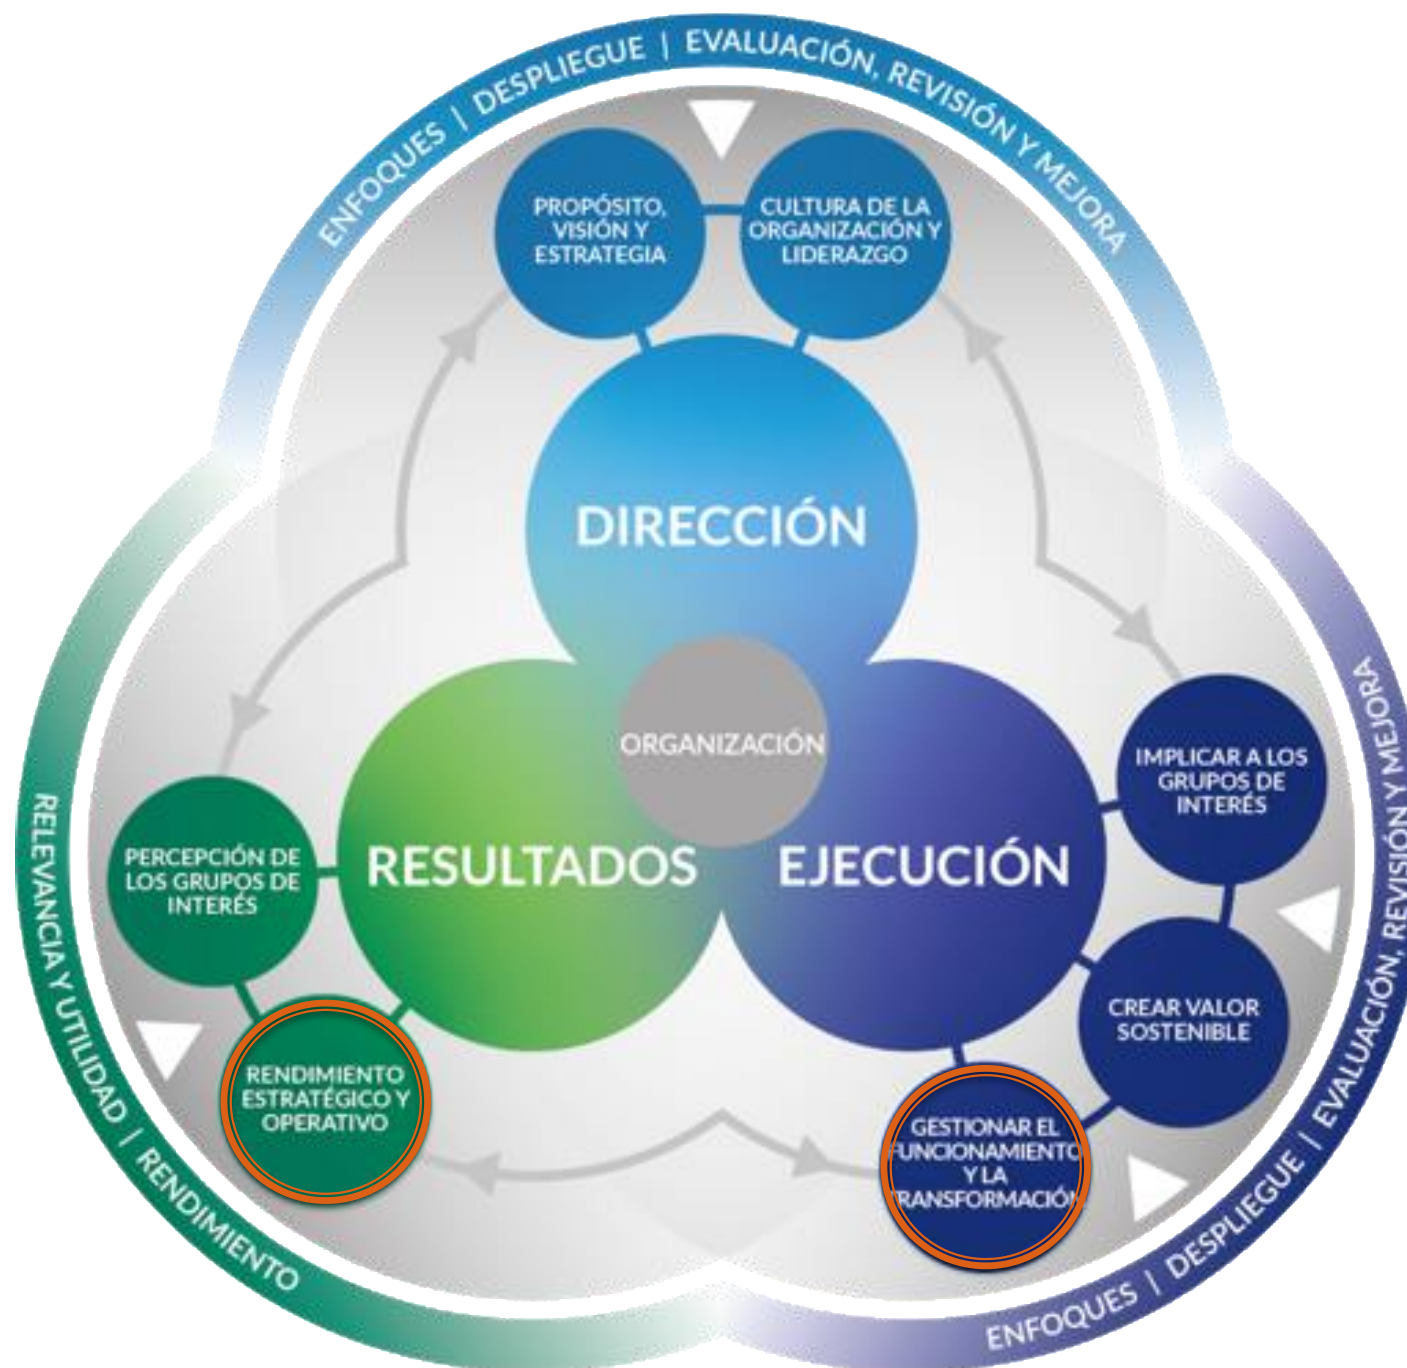 ENFOQUES | DESPLIEGUE | EVALUACIÓN, REVISIÓN Y MEJORA
PROPÓSITO,
VISIÓN Y
ESTRATEGIA
CULTURA DE LA
ORGANIZACIÓN Y
LIDERAZGO
DIRECCIÓN
ORGANIZACIÓN
RESULTADOS
EJECUCIÓN
IMPLICAR A LOS
GRUPOS DE
INTERÉS
CREAR VALOR
SOSTENIBLE
GESTIONAR EL
FUNCIONAMIENTO
Y LA
TRANSFORMACIÓN
PERCEPCIÓN DE
LOS GRUPOS DE
INTERÉS
RENDIMIENTO
ESTRATÉGICO Y
OPERATIVO
RELEVANCIA Y UTILIDAD | RENDIMIENTO
ENFOQUES | DESPLIEGUE | EVALUACIÓN, REVISIÓN Y MEJORA